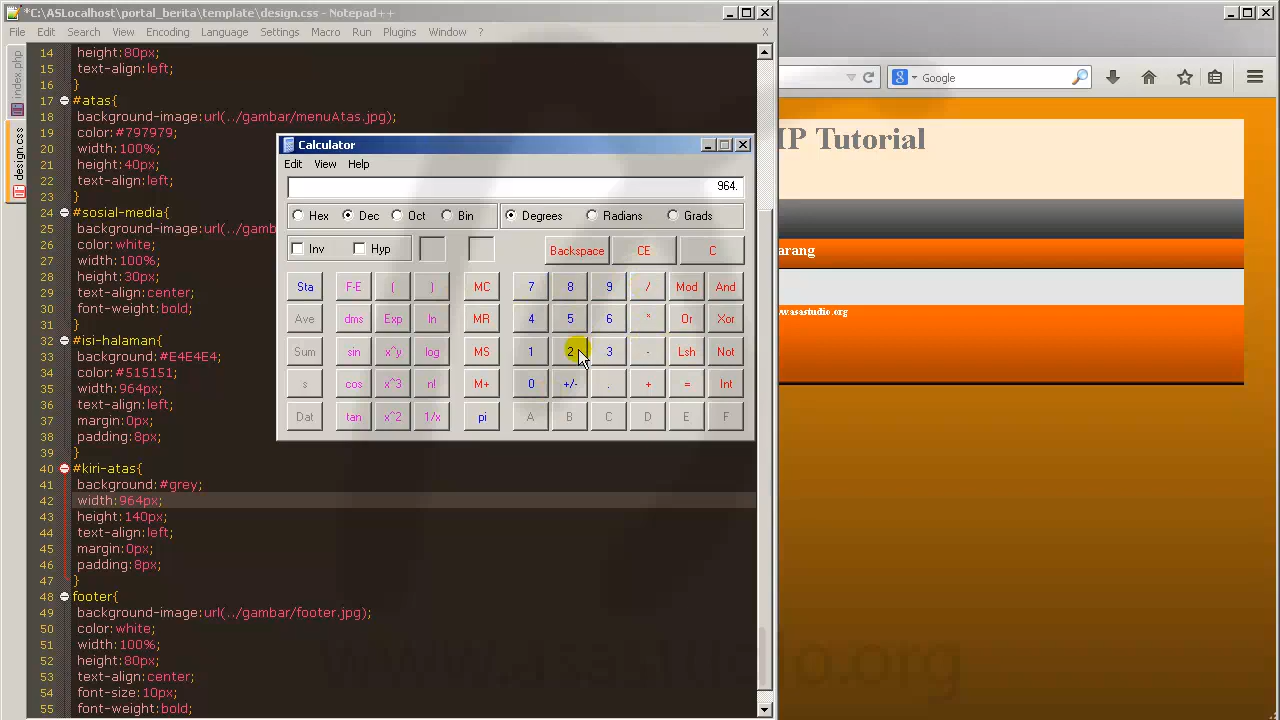 *C:\ASLocalhost\portal_berita\template\design.css - Notepad++
File Edit Search View Encoding Language Settings Macro Run Plugins Window ? X
index.php
design.css
14 height:80px;
15 text-align:left;
16 }
17 #atas{
18 background-image:url(../gambar/menuAtas.jpg);
19 color:#797979;
20 width:100%;
21 height:40px;
22 text-align:left;
23 }
24 #sosial-media{
25 background-image:url(../gamb
26 color:white;
27 width:100%;
28 height:30px;
29 text-align:center;
30 font-weight:bold;
31 }
32 #isi-halaman{
33 background:#E4E4E4;
34 color:#515151;
35 width:964px;
36 text-align:left;
37 margin:0px;
38 padding:8px;
39 }
40 #kiri-atas{
41 background:#grey;
42 width:964px;
43 height:140px;
44 text-align:left;
45 margin:0px;
46 padding:8px;
47 }
48 footer{
49 background-image:url(../gambar/footer.jpg);
50 color:white;
51 width:100%;
52 height:80px;
53 text-align:center;
54 font-size:10px;
55 font-weight:bold;
Calculator
Edit View Help
964.
Hex Dec Oct Bin Degrees Radians Grads
Inv Hyp Backspace CE C
Sta F-E ( ) MC 7 8 9 / Mod And
Ave dms Exp ln MR 4 5 6 * Or Xor
Sum sin x^y log MS 1 2 3 - Lsh Not
s cos x^3 n! M+ 0 +/- . + = Int
Dat tan x^2 1/x pi A B C D E F
Google
IP Tutorial
arang
w.asastudio.org
www.asastudio.org